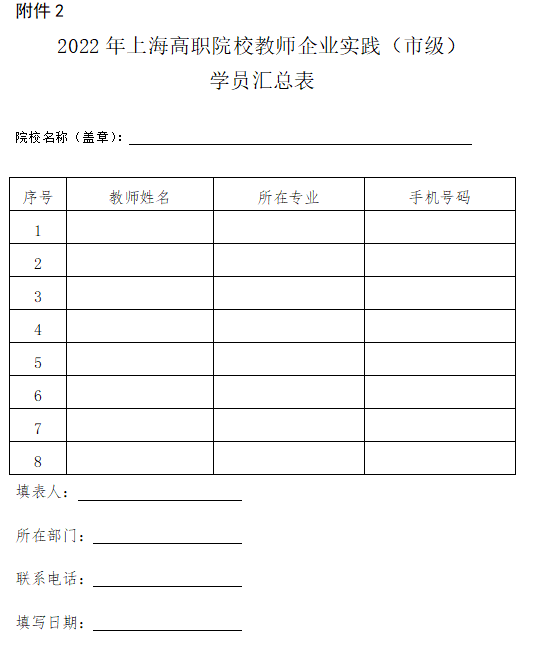 附件 2
2022 年上海高职院校教师企业实践（市级）
学员汇总表
院校名称（盖章）：
序号 教师姓名 所在专业 手机号码
1
2
3
4
5
6
7
8
填表人：
所在部门：
联系电话：
填写日期：